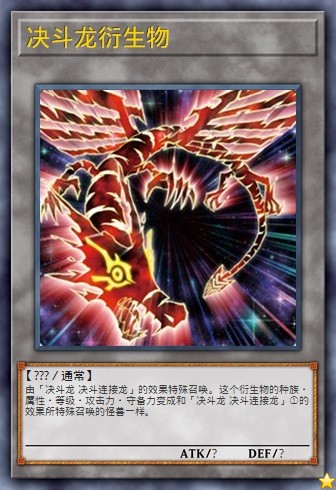 决斗龙衍生物
【??? / 通常】
由「决斗龙 决斗连接龙」的效果特殊召唤。这个衍生物的种族・
属性・等级・攻击力・守备力变成和「决斗龙 决斗连接龙」①的
效果所特殊召唤的怪兽一样。
ATK/? DEF/?